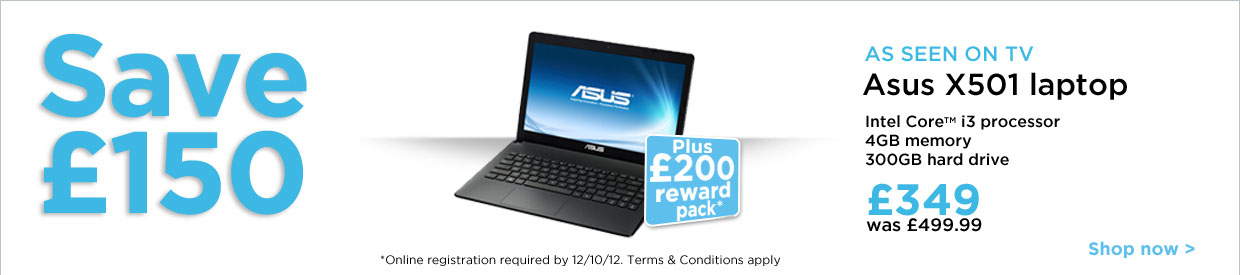 Save
£150
ASUS
ASUS
Plus
£200
reward
pack*
*Online registration required by 12/10/12. Terms & Conditions apply
AS SEEN ON TV
Asus X501 laptop
Intel Core™ i3 processor
4GB memory
300GB hard drive
£349
was £499.99
Shop now >